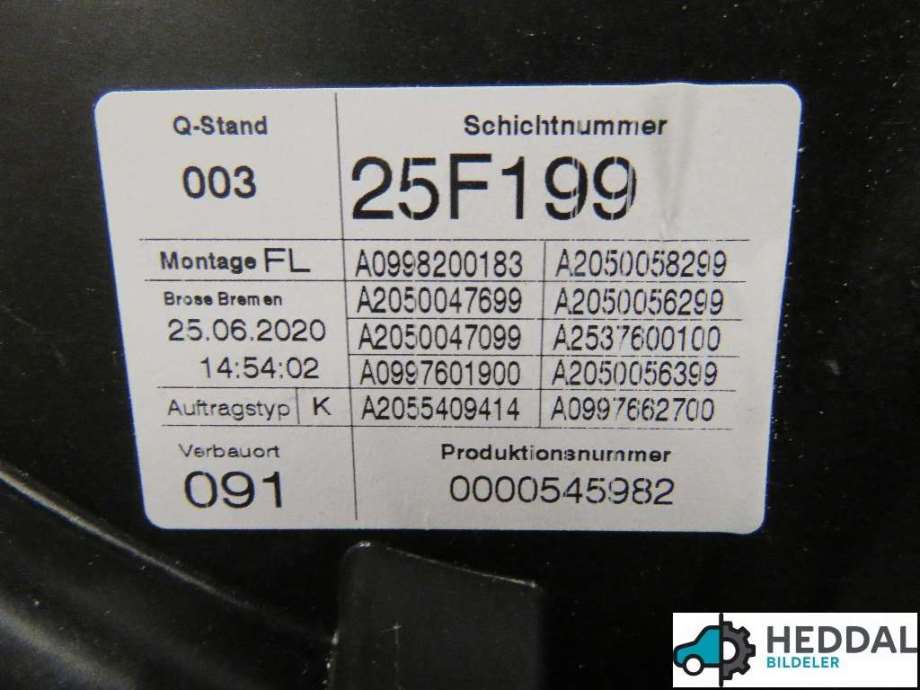 Q-Stand Schichtnummer
003 25F199
Montage FL A0998200183 A2050058299
Brose Bremen A2050047699 A2050056299
25.06.2020 A2050047099 A2537600100
14:54:02 A0997601900 A2050056399
Auftragstyp K A2055409414 A0997662700
Verbauort Produktionsnummer
091 0000545982
HEDDAL
BILDELER